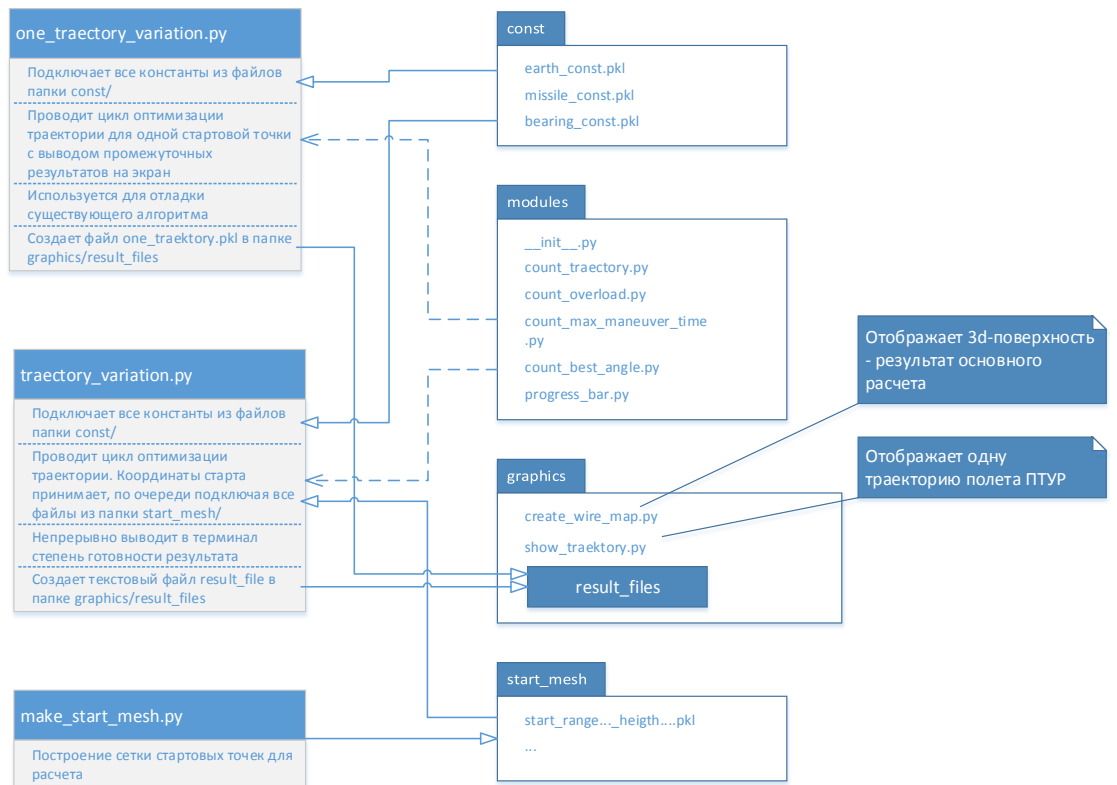 one_traectory_variation.py
Подключает все константы из файлов
папки const/
Проводит цикл оптимизации
траектории для одной стартовой точки
с выводом промежуточных
результатов на экран
Используется для отладки
существующего алгоритма
Создает файл one_traektory.pkl в папке
graphics/result_files
traectory_variation.py
Подключает все константы из файлов
папки const/
Проводит цикл оптимизации
траектории. Координаты старта
принимает, по очереди подключая все
файлы из папки start_mesh/
Непрерывно выводит в терминал
степень готовности результата
Создает текстовый файл result_file в
папке graphics/result_files
make_start_mesh.py
Построение сетки стартовых точек для
расчета
const
earth_const.pkl
missile_const.pkl
bearing_const.pkl
modules
__init__.py
count_traectory.py
count_overload.py
count_max_maneuver_time
.py
count_best_angle.py
progress_bar.py
graphics
create_wire_map.py
show_traektory.py
result_files
start_mesh
start_range..._heigth....pkl
...
Отображает 3d-поверхность
- результат основного
расчета
Отображает одну
траекторию полета ПТУР